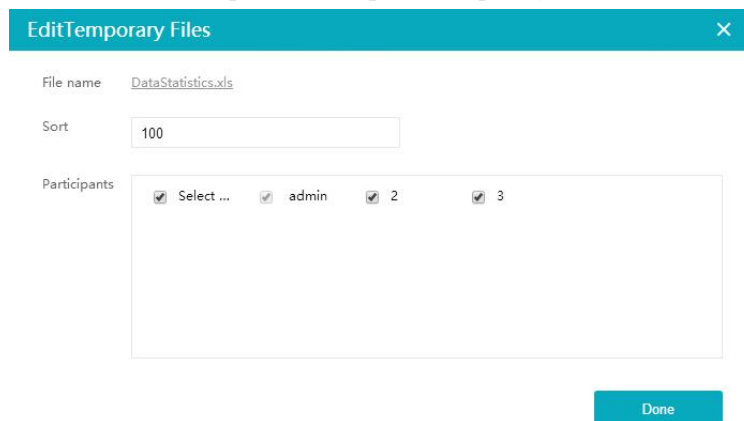 EditTemporary Files
File name DataStatistics.xls
Sort 100
Participants Select ... admin 2 3
Done